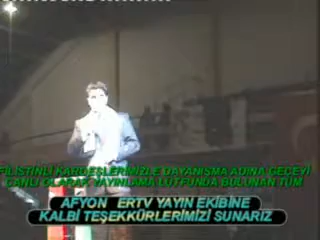 FİLİSTİNLİ KARDEŞLERİMİZLE DAYANIŞMA ADINA GECEYİ
CANLI OLARAK YAYINLAMA LÜTFUNDA BULUNAN TÜM
AFYON ERTV YAYIN EKİBİNE
KALBİ TEŞEKKÜRLERİMİZİ SUNARIZ